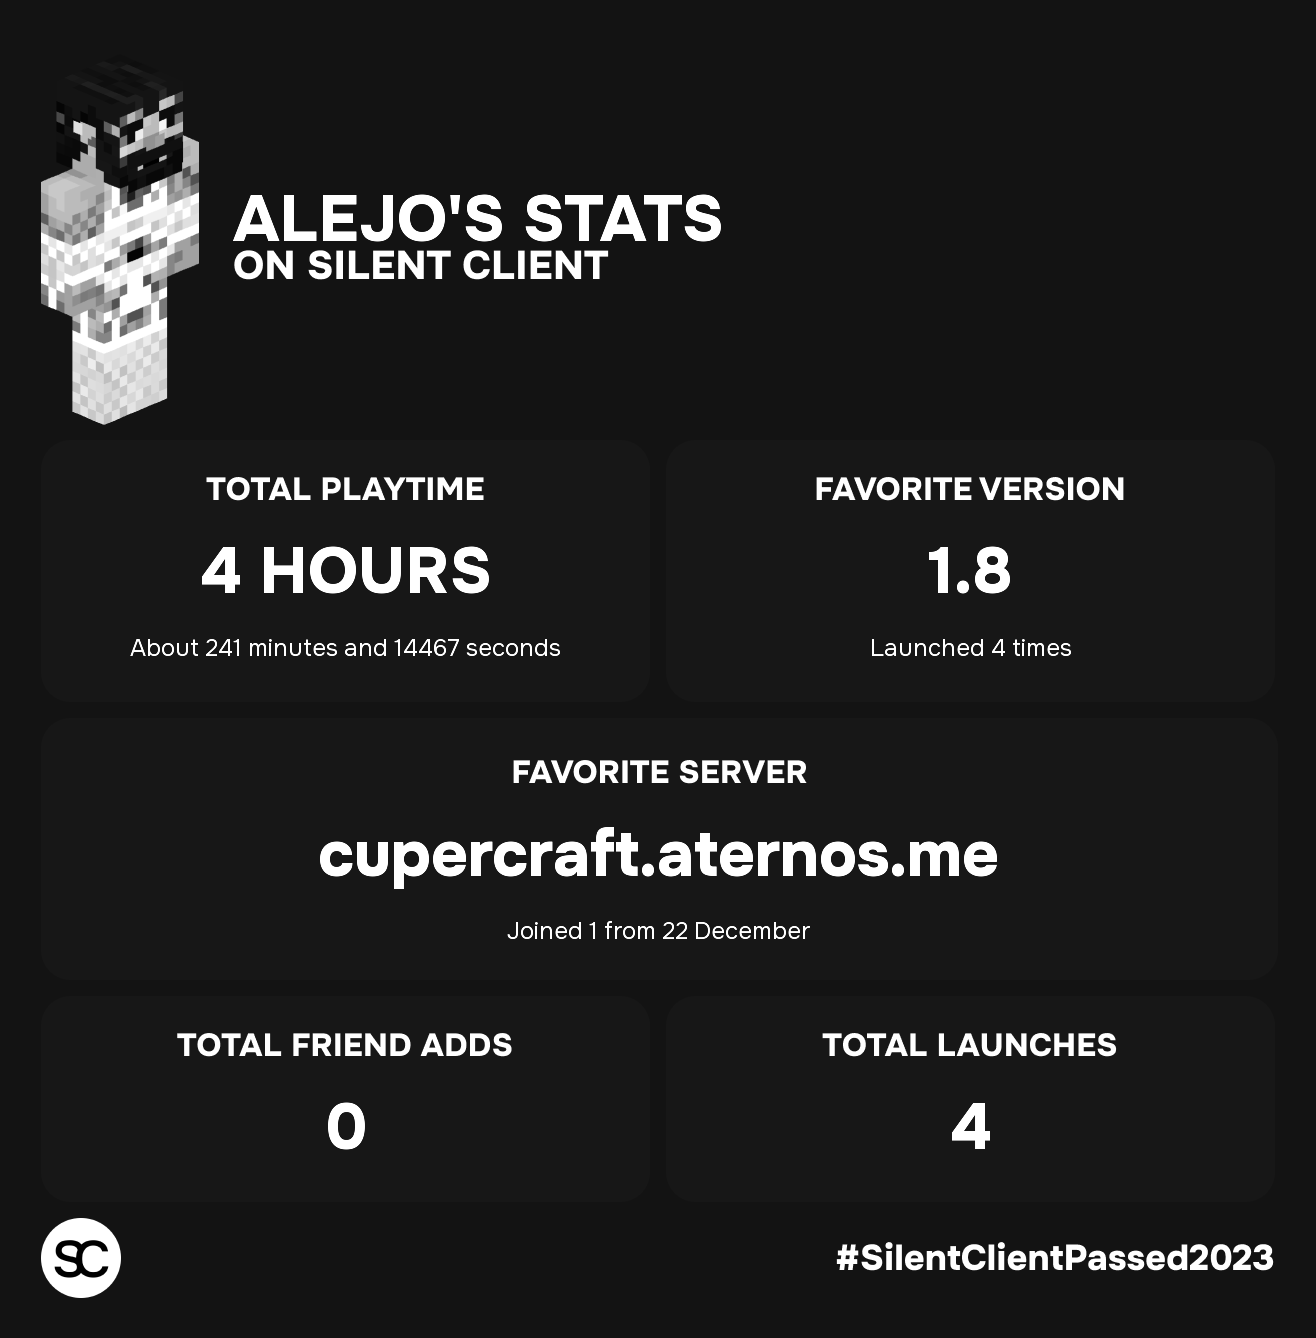 ALEJO'S STATS
ON SILENT CLIENT
TOTAL PLAYTIME
4 HOURS
About 241 minutes and 14467 seconds
FAVORITE VERSION
1.8
Launched 4 times
FAVORITE SERVER
cupercraft.aternos.me
Joined 1 from 22 December
TOTAL FRIEND ADDS
0
TOTAL LAUNCHES
4
SC
#SilentClientPassed2023